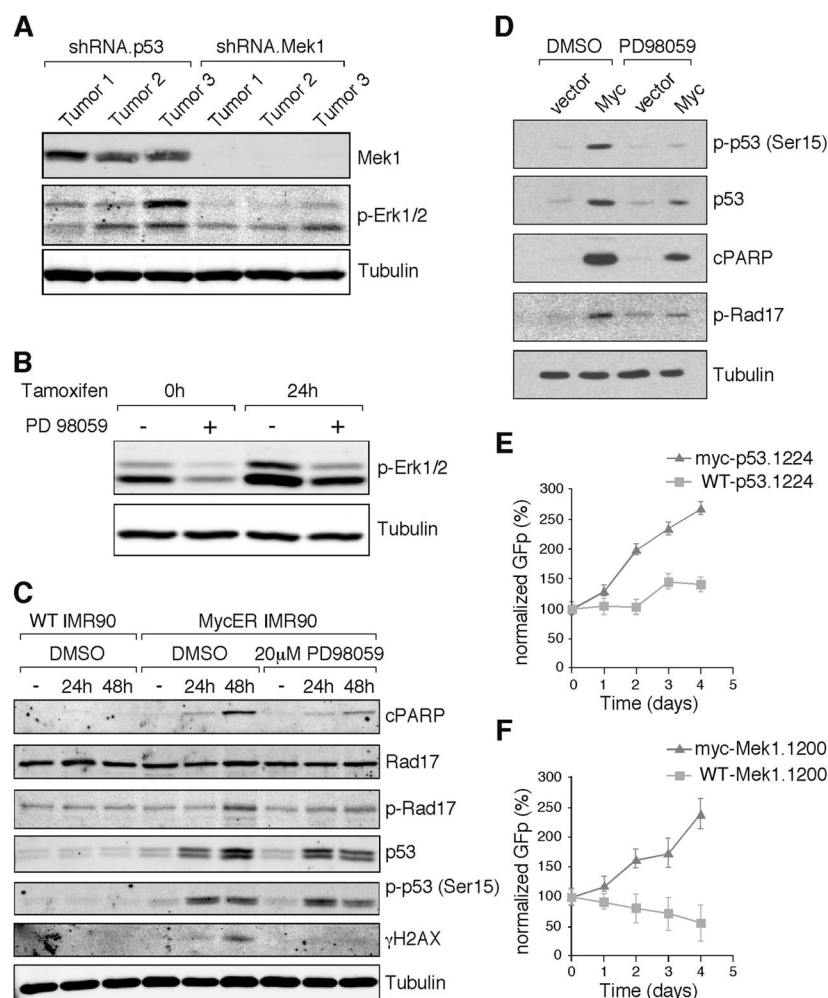 A
shRNA.p53 shRNA.Mek1
Tumor 1 Tumor 2 Tumor 3 Tumor 1 Tumor 2 Tumor 3
Mek1
p-Erk1/2
Tubulin
B
Tamoxifen 0h 24h
PD 98059 - + - +
p-Erk1/2
Tubulin
C
WT IMR90 MycER IMR90
DMSO DMSO 20μM PD98059
- 24h 48h - 24h 48h - 24h 48h
cPARP
Rad17
p-Rad17
p53
p-p53 (Ser15)
γH2AX
Tubulin
D
DMSO PD98059
vector Myc vector Myc
p-p53 (Ser15)
p53
cPARP
p-Rad17
Tubulin
E
myc-p53.1224
WT-p53.1224
normalized GFp (%)
300
250
200
150
100
50
0
0 1 2 3 4 5
Time (days)
F
myc-Mek1.1200
WT-Mek1.1200
normalized GFp (%)
300
250
200
150
100
50
0
0 1 2 3 4 5
Time (days)